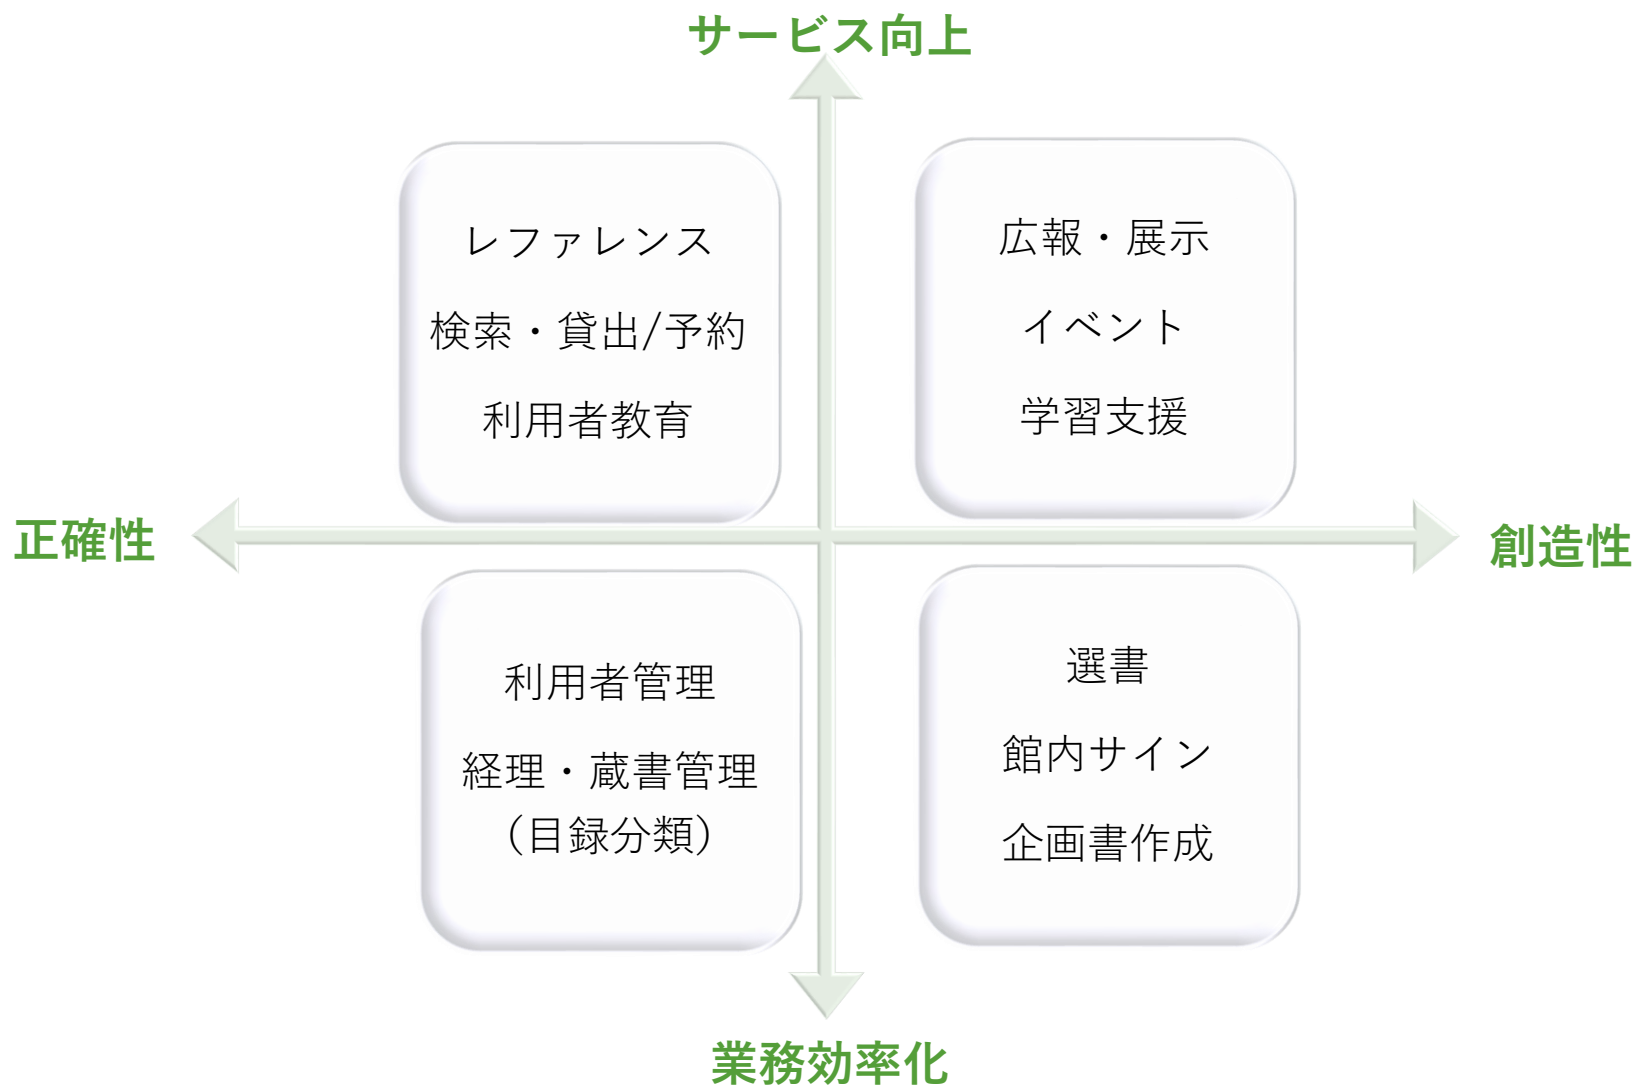 サービス向上
レファレンス
検索・貸出/予約
利用者教育
広報・展示
イベント
学習支援
正確性
創造性
利用者管理
経理・蔵書管理
（目録分類）
選書
館内サイン
企画書作成
業務効率化